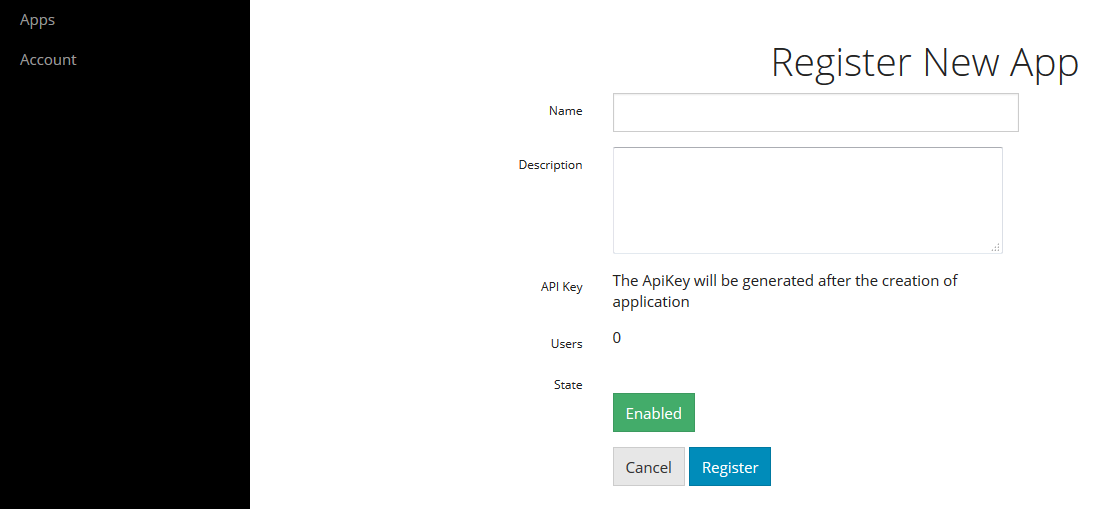 Apps
Account
Register New App
Name
Description
API Key
The ApiKey will be generated after the creation of
application
Users
0
State
Enabled
Cancel
Register